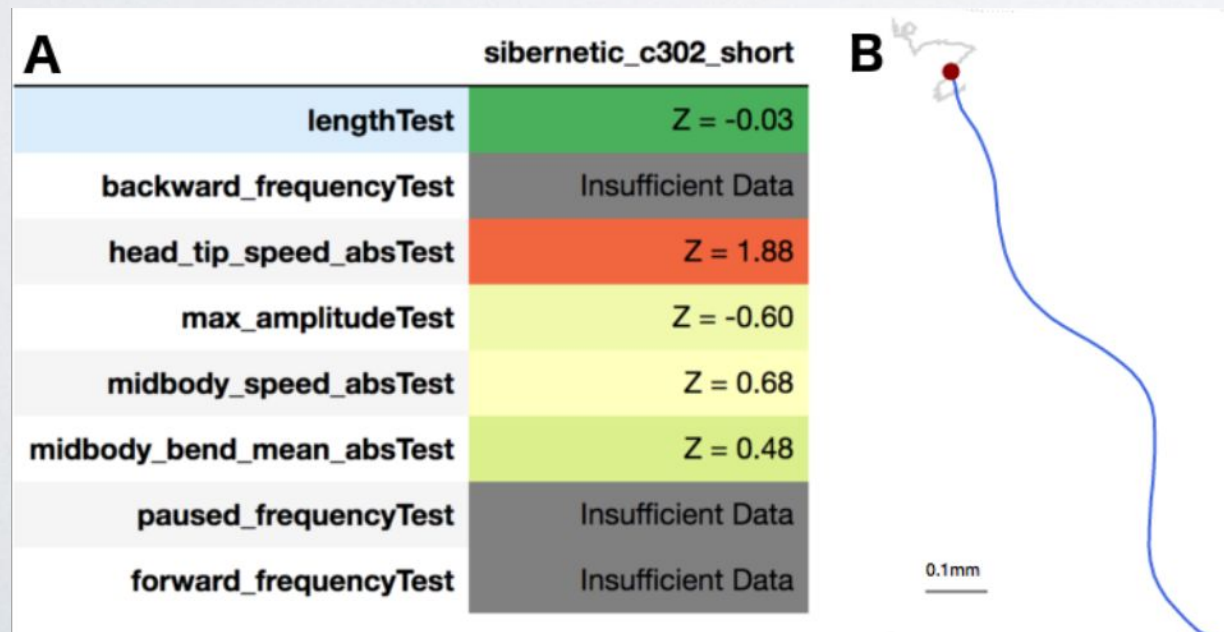 A
sibernetic_c302_short
lengthTest Z = -0.03
backward_frequencyTest Insufficient Data
head_tip_speed_absTest Z = 1.88
max_amplitudeTest Z = -0.60
midbody_speed_absTest Z = 0.68
midbody_bend_mean_absTest Z = 0.48
paused_frequencyTest Insufficient Data
forward_frequencyTest Insufficient Data
B
0.1mm